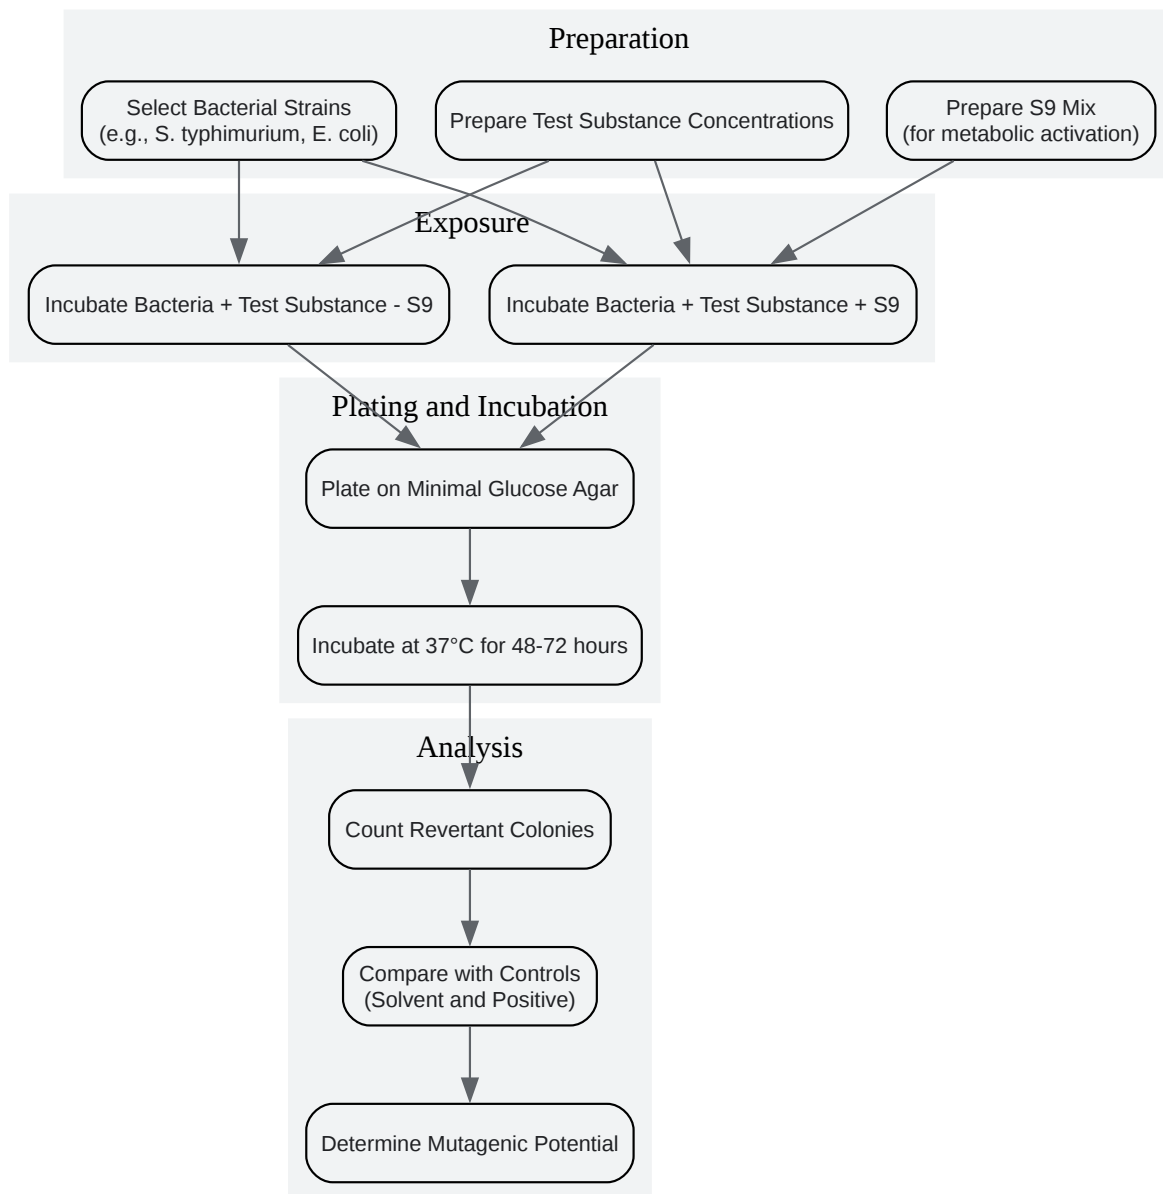 Preparation
Select Bacterial Strains
(e.g., S. typhimurium, E. coli)
Prepare Test Substance Concentrations
Prepare S9 Mix
(for metabolic activation)
Exposure
Incubate Bacteria + Test Substance - S9
Incubate Bacteria + Test Substance + S9
Plating and Incubation
Plate on Minimal Glucose Agar
Incubate at 37°C for 48-72 hours
Analysis
Count Revertant Colonies
Compare with Controls
(Solvent and Positive)
Determine Mutagenic Potential